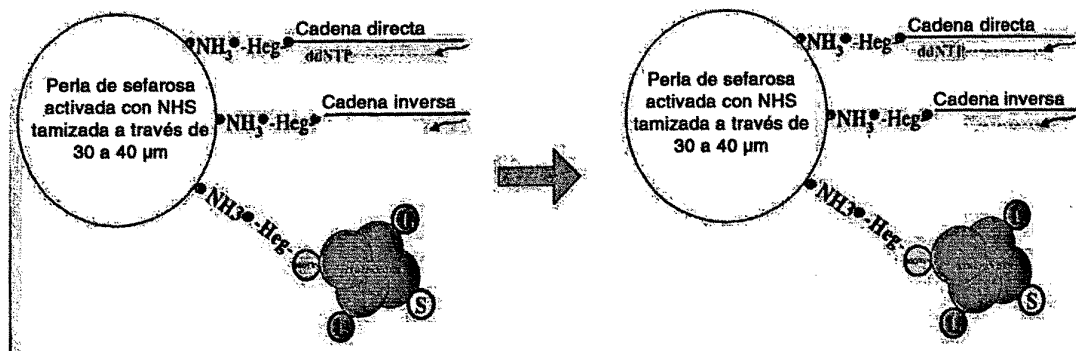 Cadena directa
NH3-Heg
ddNTP
Perla de sefarosa
activada con NHS
tamizada a través de
30 a 40 µm
Cadena inversa
NH3-Heg
NH3-Heg-
S
Cadena directa
NH3-Heg
ddNTP
Perla de sefarosa
activada con NHS
tamizada a través de
30 a 40 µm
Cadena inversa
NH3-Heg
NH3-Heg-
S